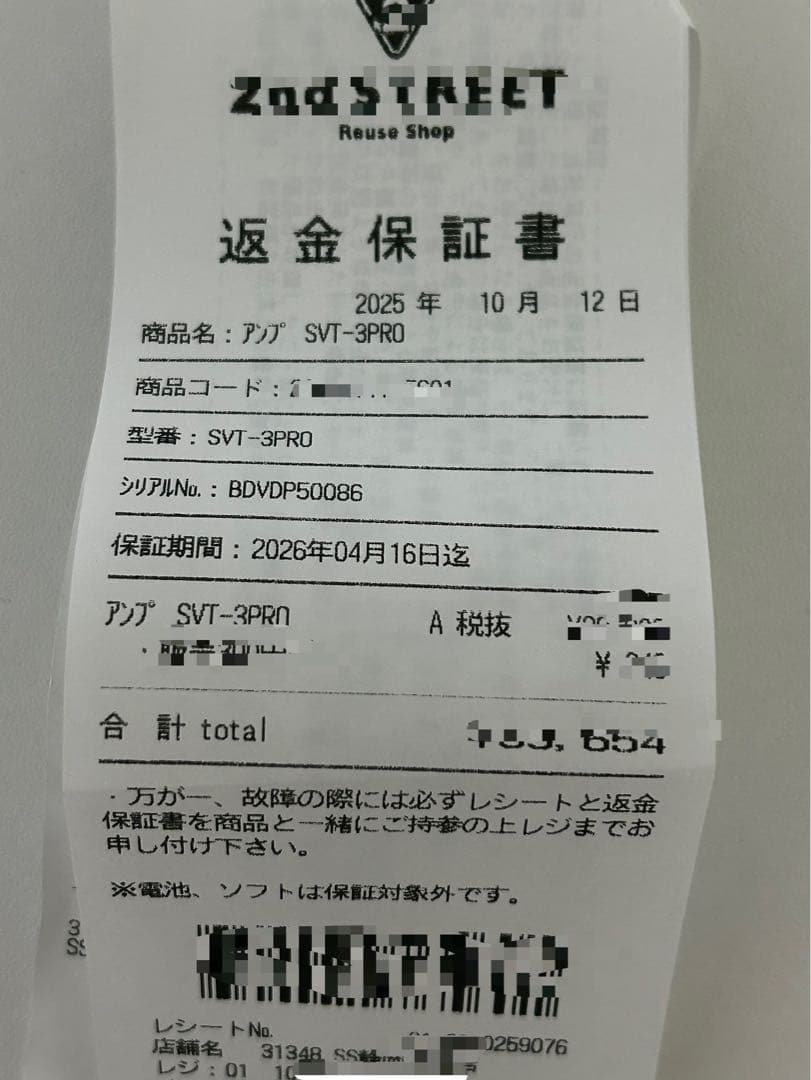 2nd STREET
Reuse Shop
返金保証書
2025 年 10 月 12 日
商品名：ｱﾝﾌﾟ SVT-3PRO
商品コード：
型番：SVT-3PRO
ｼﾘｱﾙNo.：BDVDP50086
保証期間：2026年04月16日迄
ｱﾝﾌﾟ SVT-3PRO A 税抜
¥
合 計 total
・万が一、故障の際には必ずレシートと返金
保証書を商品と一緒にご持参の上レジまでお
申し付け下さい。
※電池、ソフトは保証対象外です。
レシートNo. 0259076
店舗名 31348 SS
レジ：01